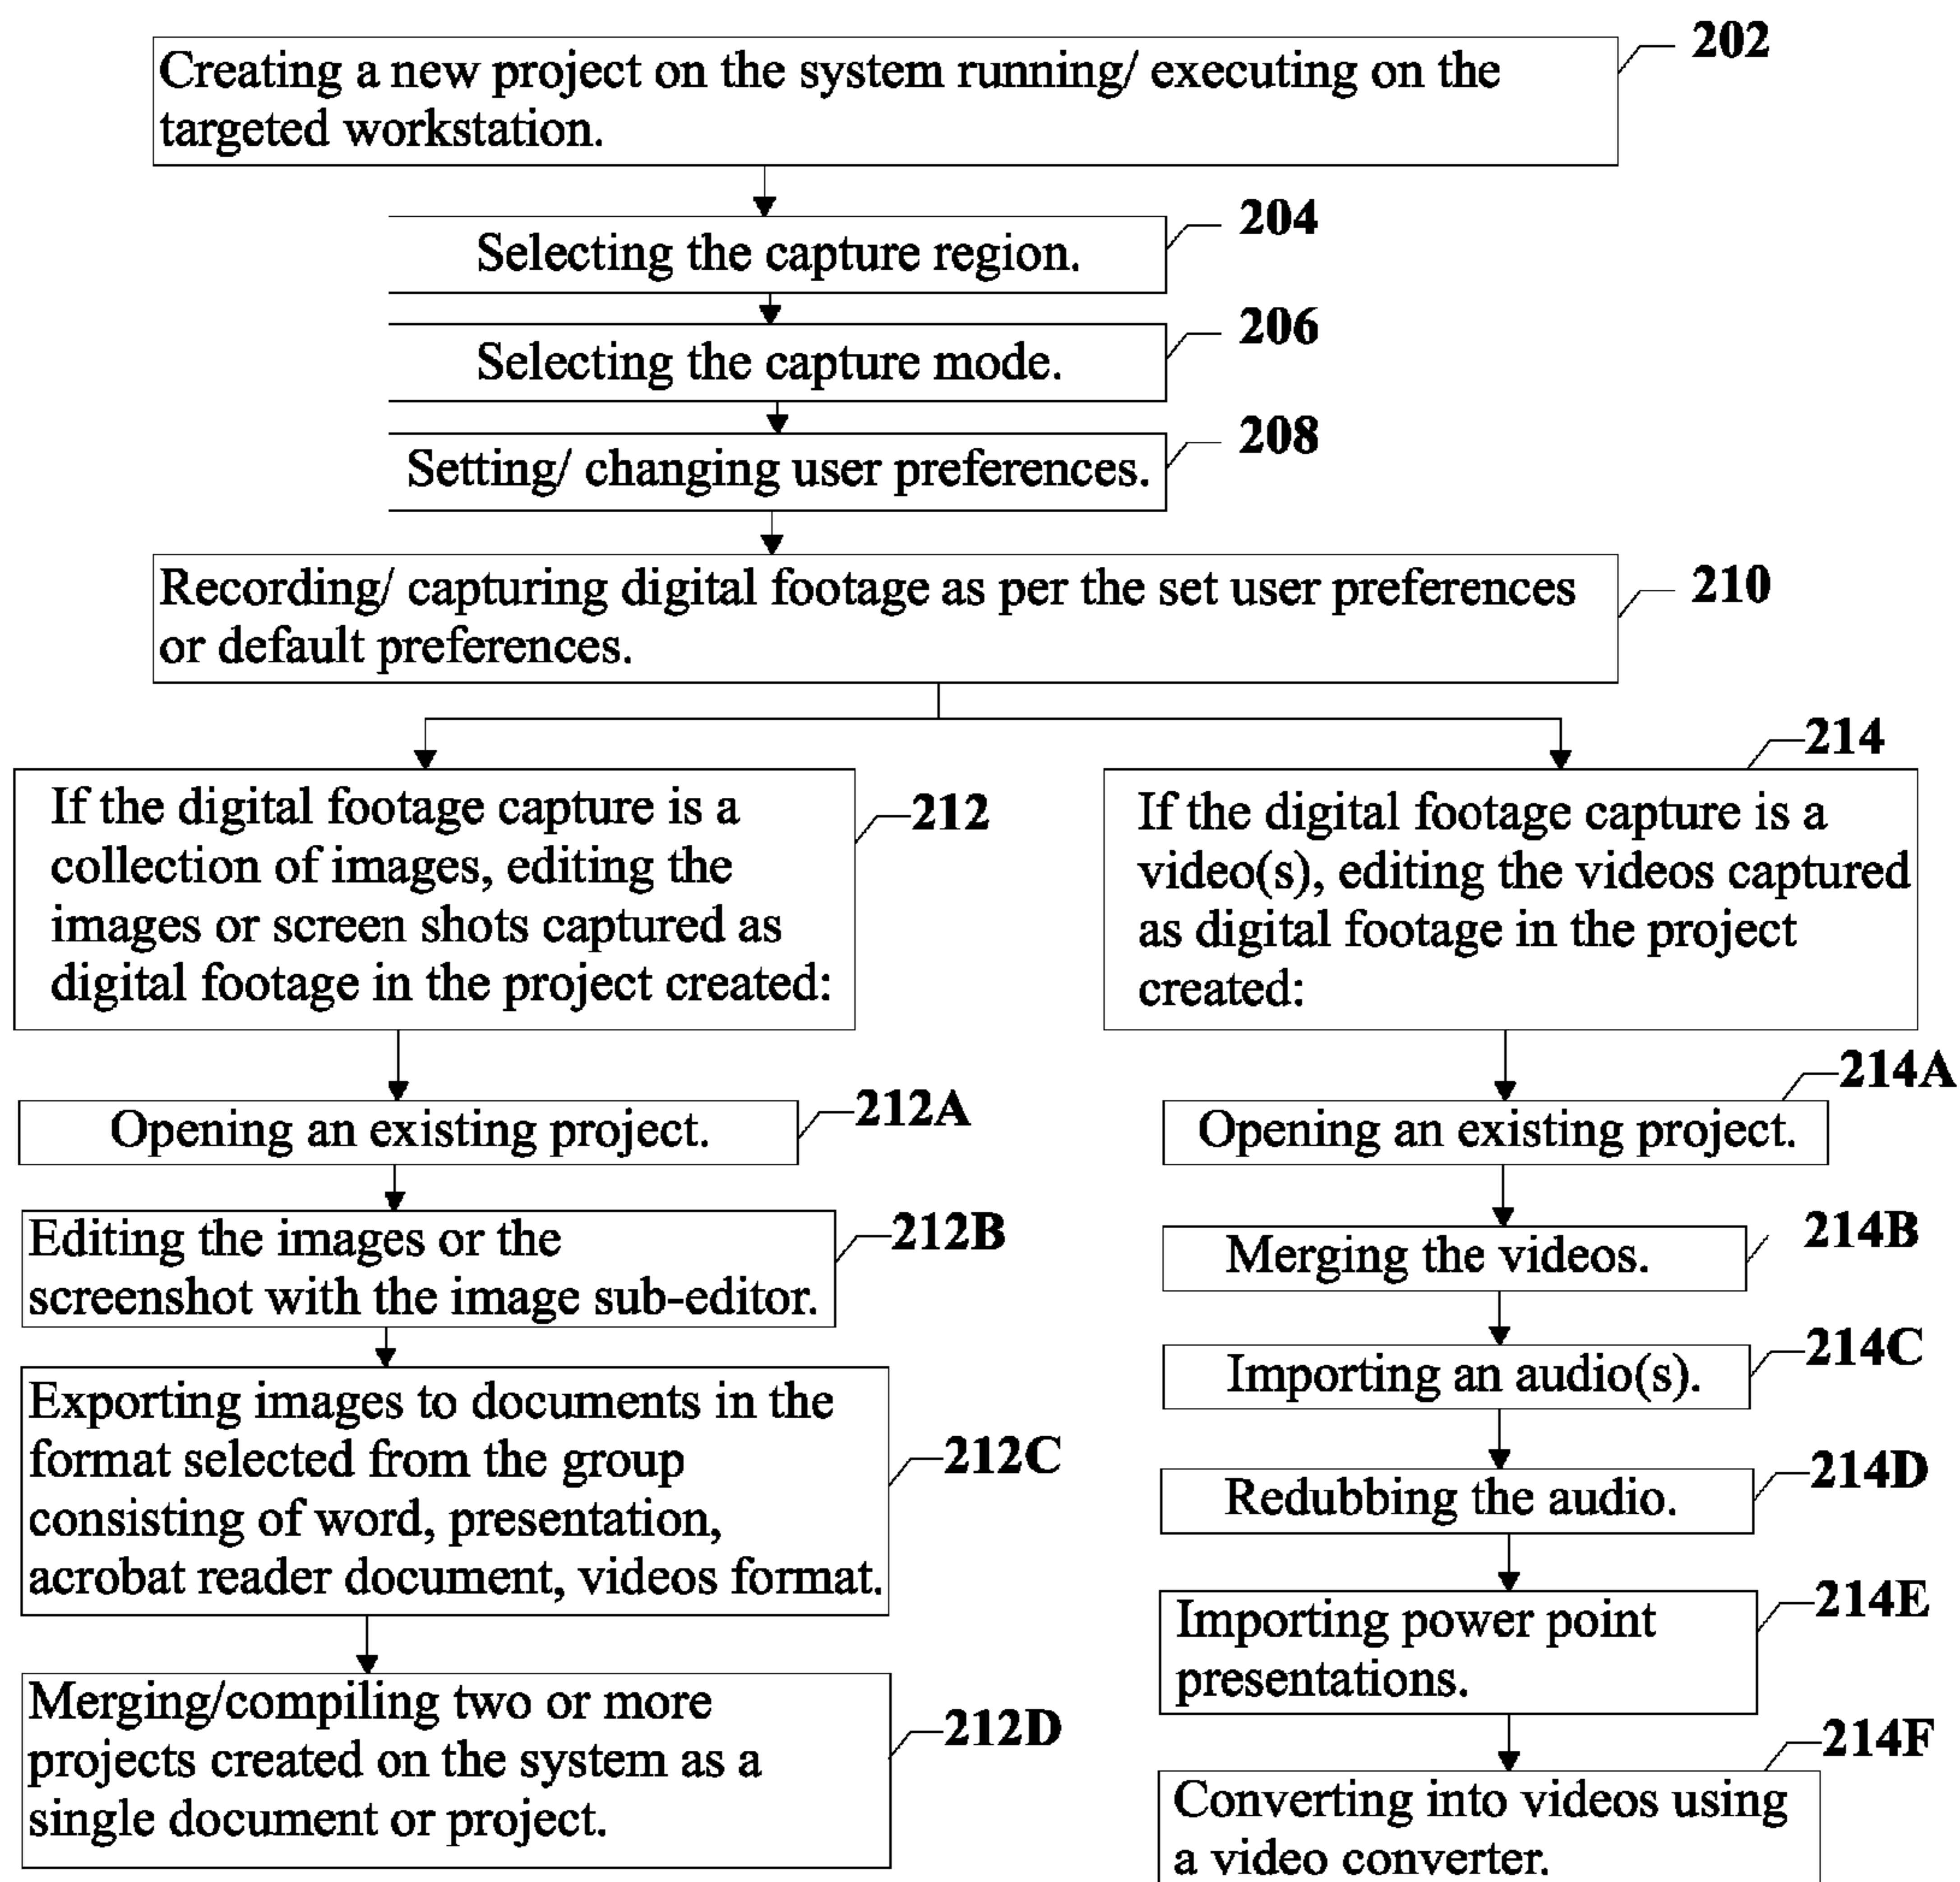 202
Creating a new project on the system running/ executing on the
targeted workstation.
204
Selecting the capture region.
206
Selecting the capture mode.
208
Setting/ changing user preferences.
210
Recording/ capturing digital footage as per the set user preferences
or default preferences.
212
If the digital footage capture is a
collection of images, editing the
images or screen shots captured as
digital footage in the project created:
212A
Opening an existing project.
212B
Editing the images or the
screenshot with the image sub-editor.
212C
Exporting images to documents in the
format selected from the group
consisting of word, presentation,
acrobat reader document, videos format.
212D
Merging/compiling two or more
projects created on the system as a
single document or project.
214
If the digital footage capture is a
video(s), editing the videos captured
as digital footage in the project
created:
214A
Opening an existing project.
214B
Merging the videos.
214C
Importing an audio(s).
214D
Redubbing the audio.
214E
Importing power point
presentations.
214F
Converting into videos using
a video converter.